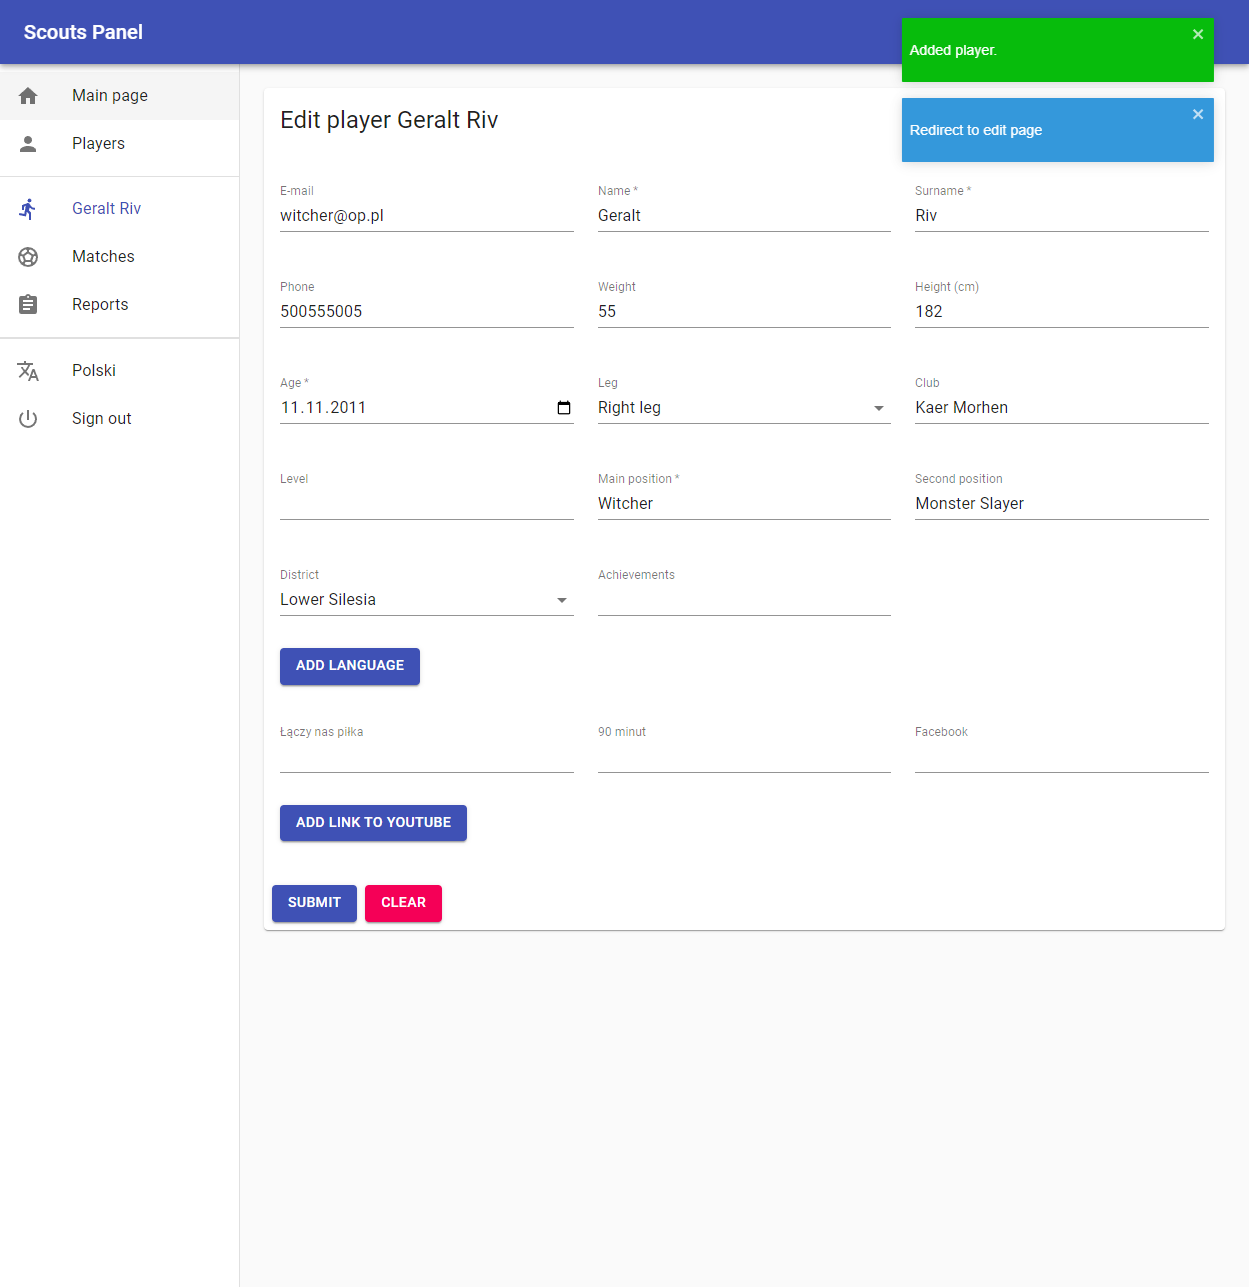 Scouts Panel
Added player.
Redirect to edit page
Main page
Players
Geralt Riv
Matches
Reports
Polski
Sign out
Edit player Geralt Riv
E-mail
witcher@op.pl
Name *
Geralt
Surname *
Riv
Phone
500555005
Weight
55
Height (cm)
182
Age *
11.11.2011
Leg
Right leg
Club
Kaer Morhen
Level
Main position *
Witcher
Second position
Monster Slayer
District
Lower Silesia
Achievements
ADD LANGUAGE
Łączy nas piłka
90 minut
Facebook
ADD LINK TO YOUTUBE
SUBMIT
CLEAR